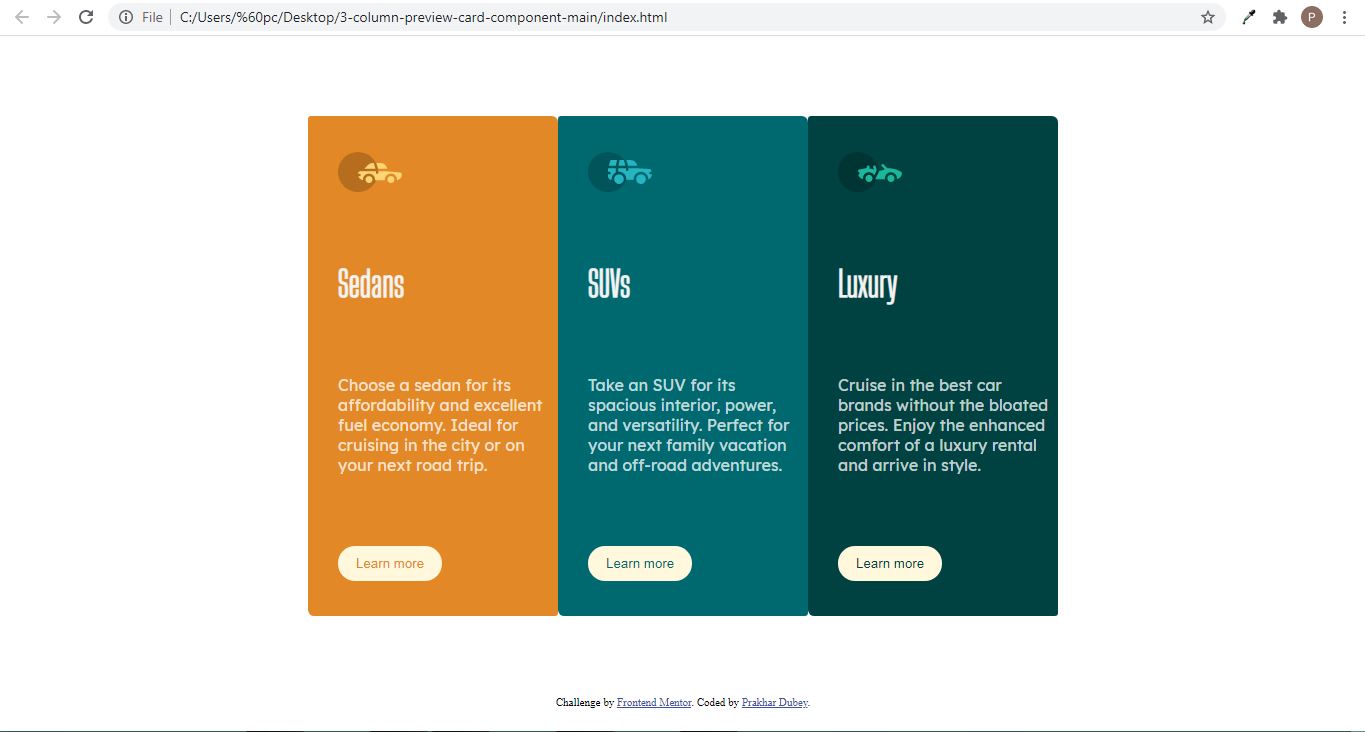 File
C:/Users/%60pc/Desktop/3-column-preview-card-component-main/index.html
P
Sedans
Choose a sedan for its
affordability and excellent
fuel economy. Ideal for
cruising in the city or on
your next road trip.
Learn more
SUVs
Take an SUV for its
spacious interior, power,
and versatility. Perfect for
your next family vacation
and off-road adventures.
Learn more
Luxury
Cruise in the best car
brands without the bloated
prices. Enjoy the enhanced
comfort of a luxury rental
and arrive in style.
Learn more
Challenge by Frontend Mentor. Coded by Prakhar Dubey.